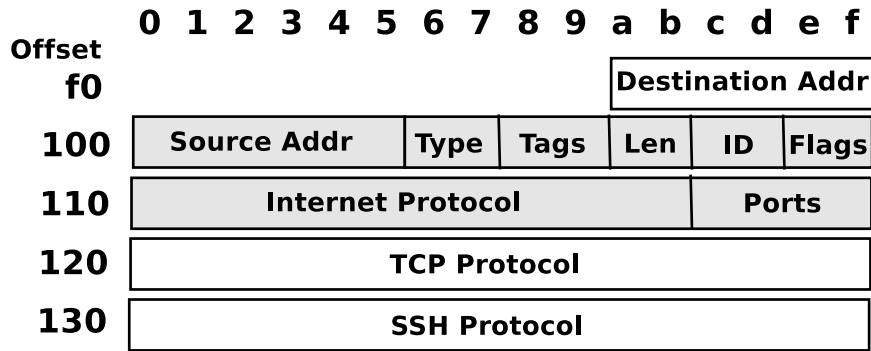 0 1 2 3 4 5 6 7 8 9 a b c d e f
Offset
f0 Destination Addr
100 Source Addr Type Tags Len ID Flags
110 Internet Protocol Ports
120 TCP Protocol
130 SSH Protocol